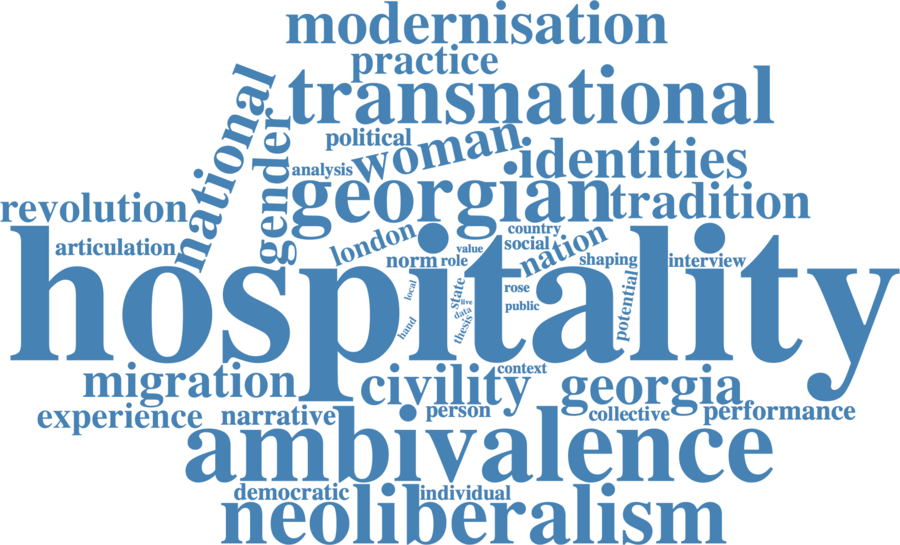 modernisation
practice
transnational
national
gender
political
woman
identities
analysis
georgian
tradition
revolution
articulation
london
country
value
social
nation
norm
role
shaping
interview
hospitality
local
state
rose
potential
live
public
data
hand
thesis
migration
civility
context
georgia
experience
narrative
person
collective
performance
ambivalence
democratic
individual
neoliberalism